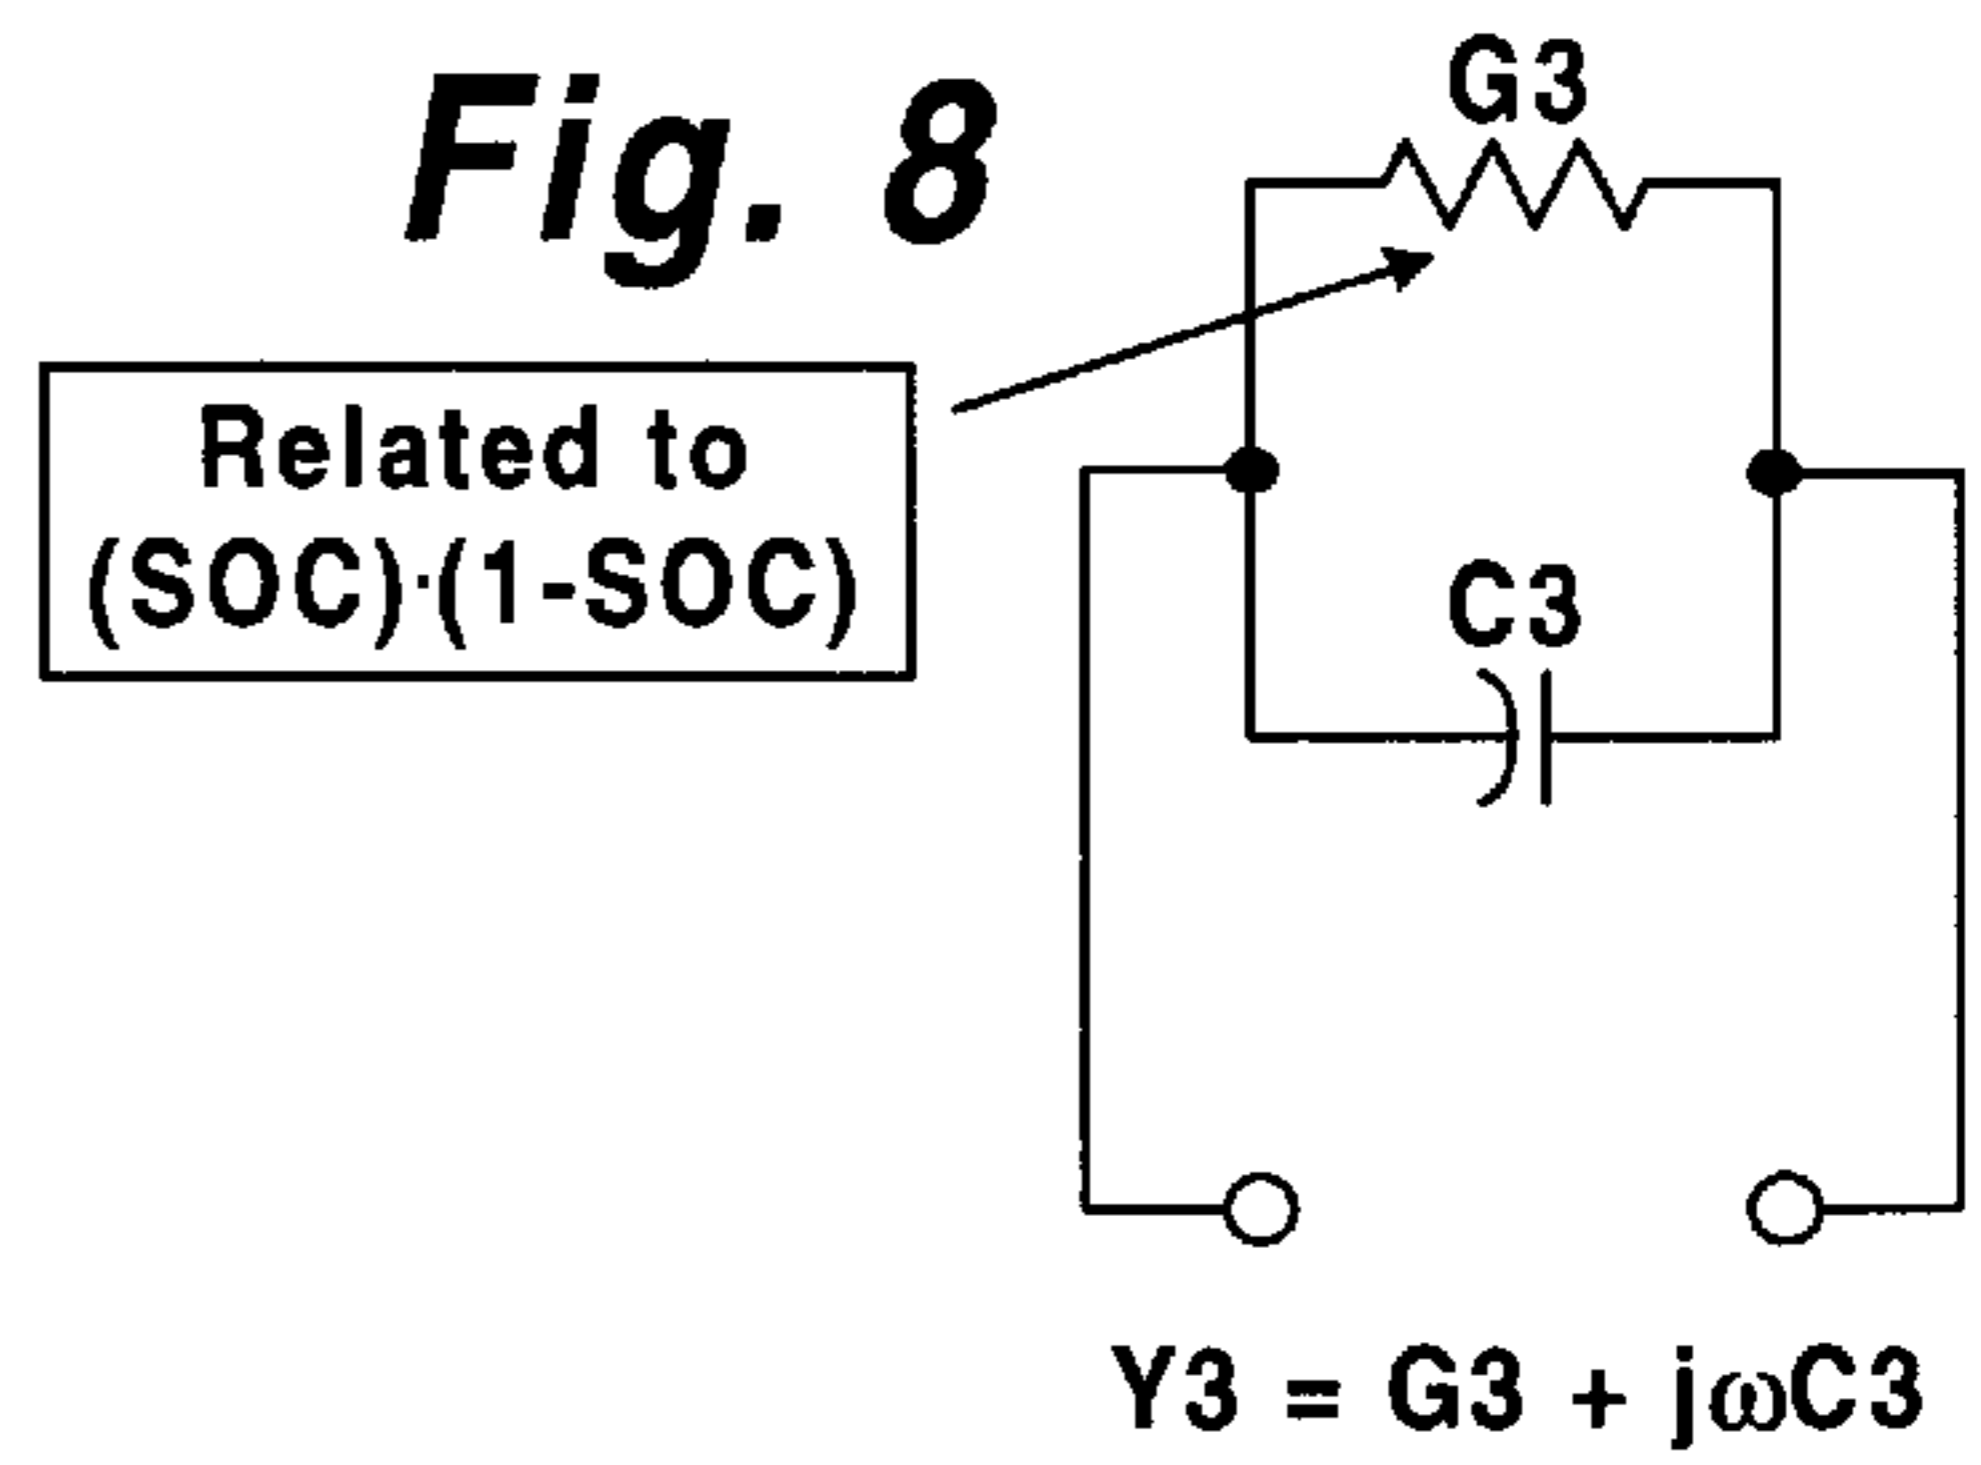 Fig. 8
G3
Related to
(SOC)·(1-SOC)
C3
Y3 = G3 + jωC3